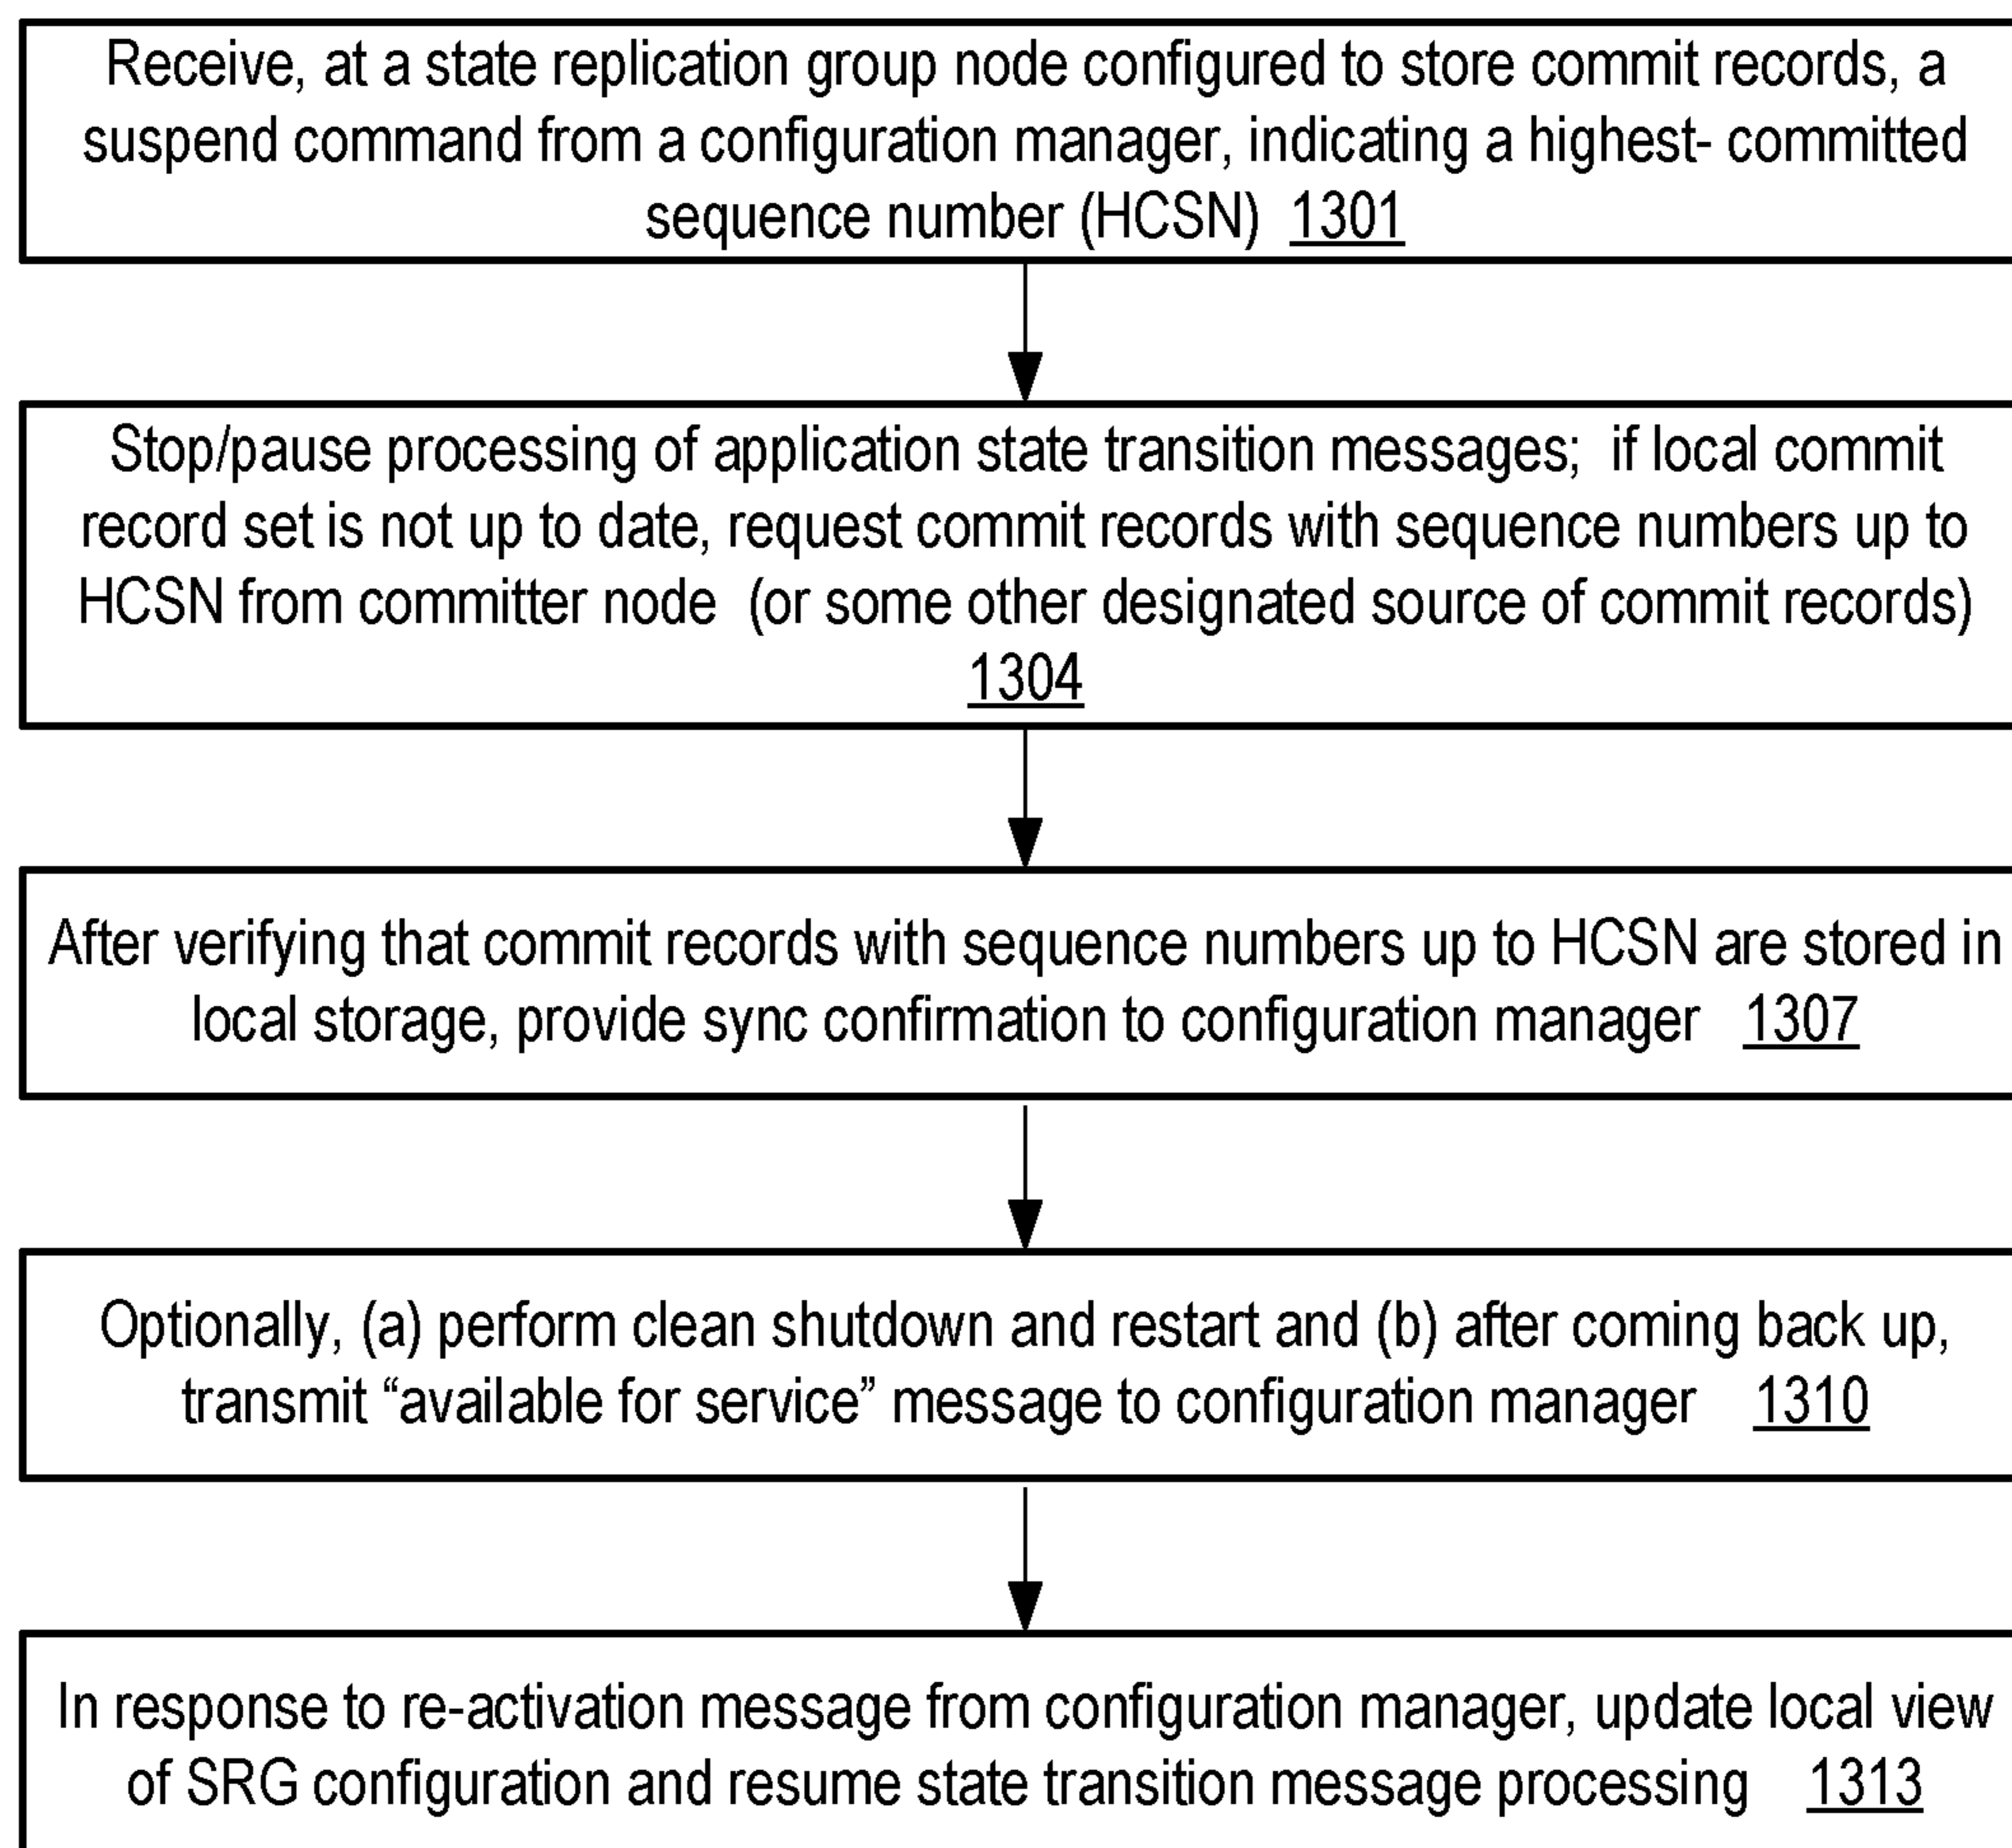 Receive, at a state replication group node configured to store commit records, a
suspend command from a configuration manager, indicating a highest- committed
sequence number (HCSN) 1301
Stop/pause processing of application state transition messages; if local commit
record set is not up to date, request commit records with sequence numbers up to
HCSN from committer node (or some other designated source of commit records)
1304
After verifying that commit records with sequence numbers up to HCSN are stored in
local storage, provide sync confirmation to configuration manager 1307
Optionally, (a) perform clean shutdown and restart and (b) after coming back up,
transmit “available for service” message to configuration manager 1310
In response to re-activation message from configuration manager, update local view
of SRG configuration and resume state transition message processing 1313